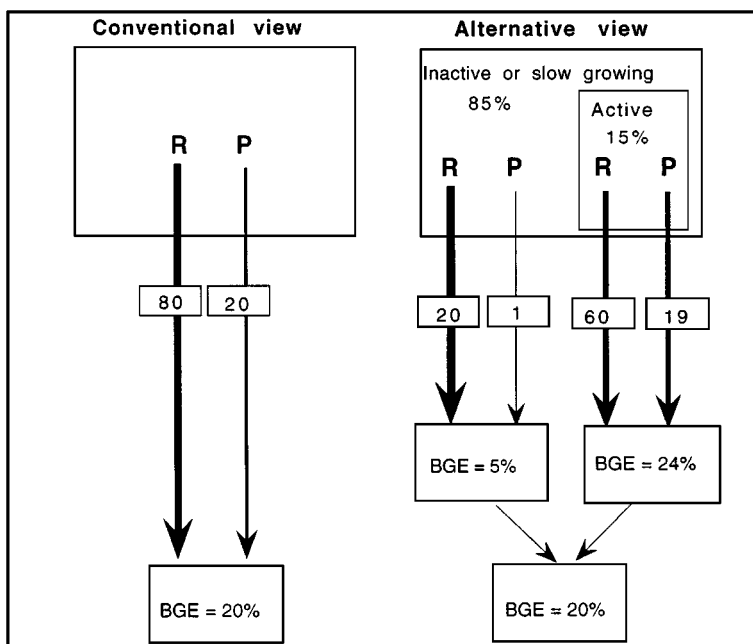 Conventional view
R P
80 20
BGE = 20%
Alternative view
Inactive or slow growing
85%
Active
15%
R P R P
20 1 60 19
BGE = 5% BGE = 24%
BGE = 20%